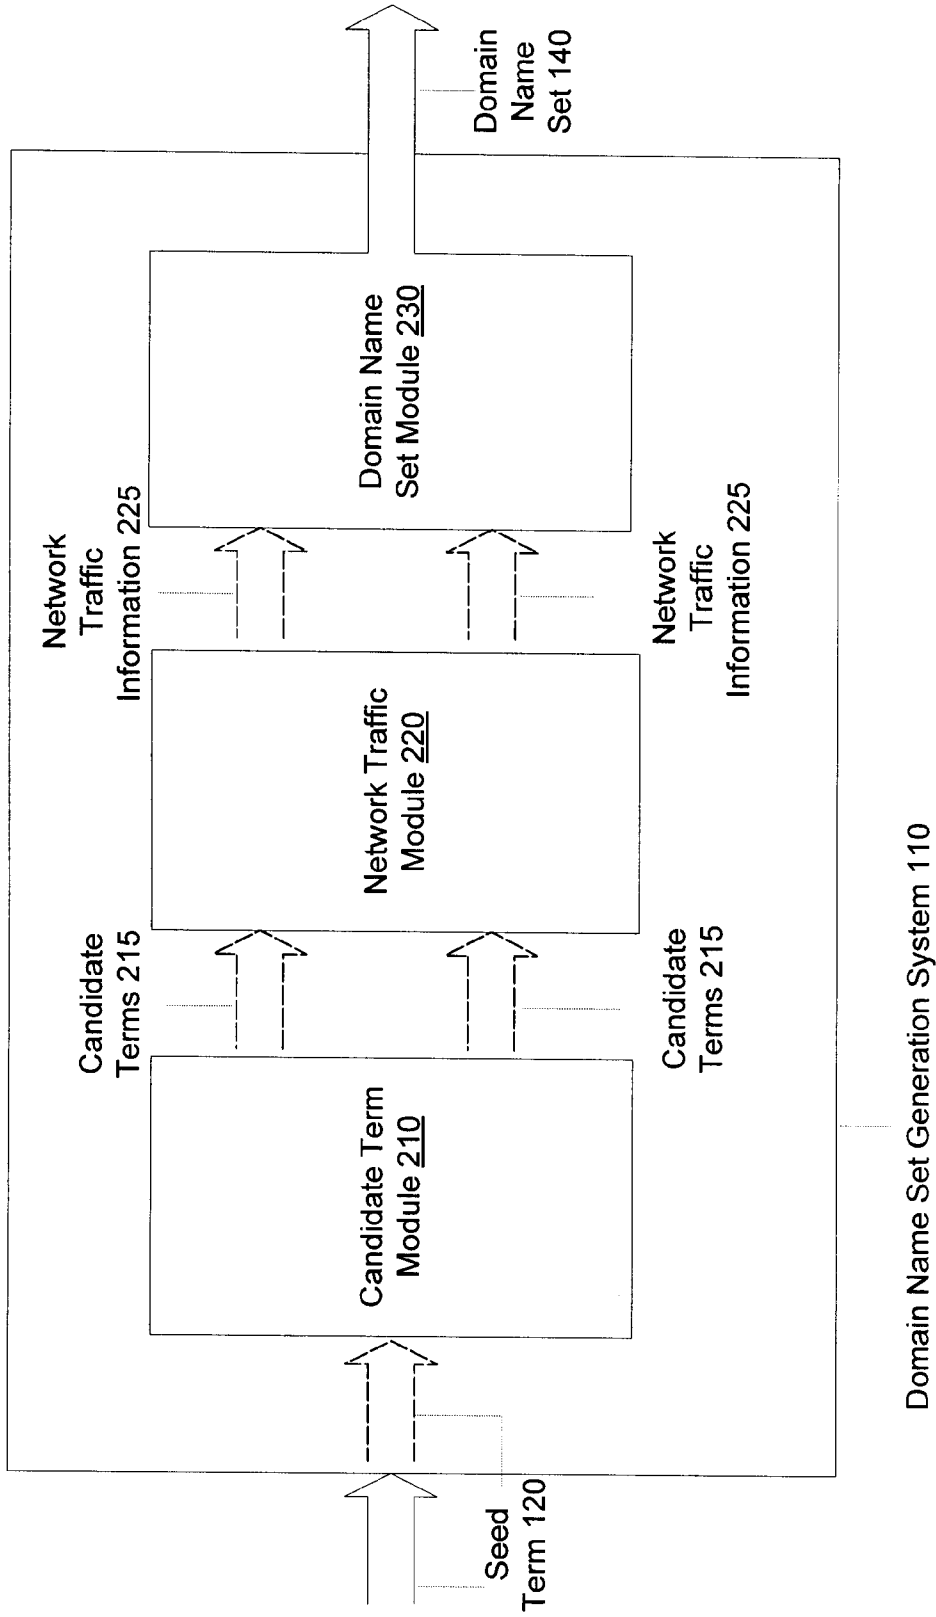 Seed
Term 120
Candidate Term
Module 210
Candidate
Terms 215
Candidate
Terms 215
Network Traffic
Module 220
Network
Traffic
Information 225
Network
Traffic
Information 225
Domain Name
Set Module 230
Domain
Name
Set 140
Domain Name Set Generation System 110